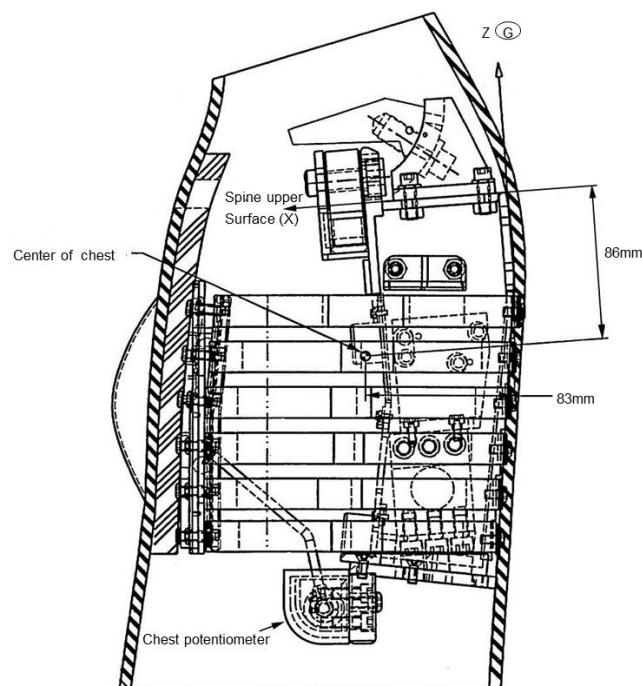 Z G
Spine upper
Surface (X)
Center of chest
86mm
83mm
Chest potentiometer